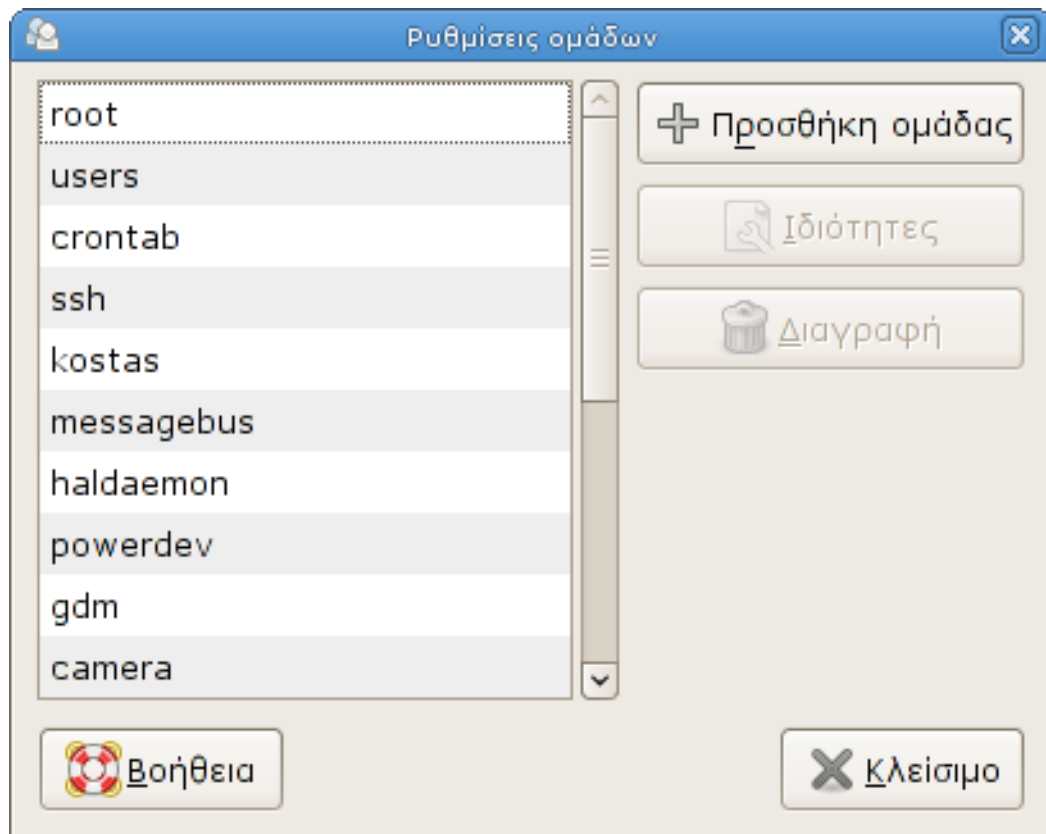 Ρυθμίσεις ομάδων
root
users
crontab
ssh
kostas
messagebus
haldaemon
powerdev
gdm
camera
Προσθήκη ομάδας
Ιδιότητες
Διαγραφή
Βοήθεια
Κλείσιμο